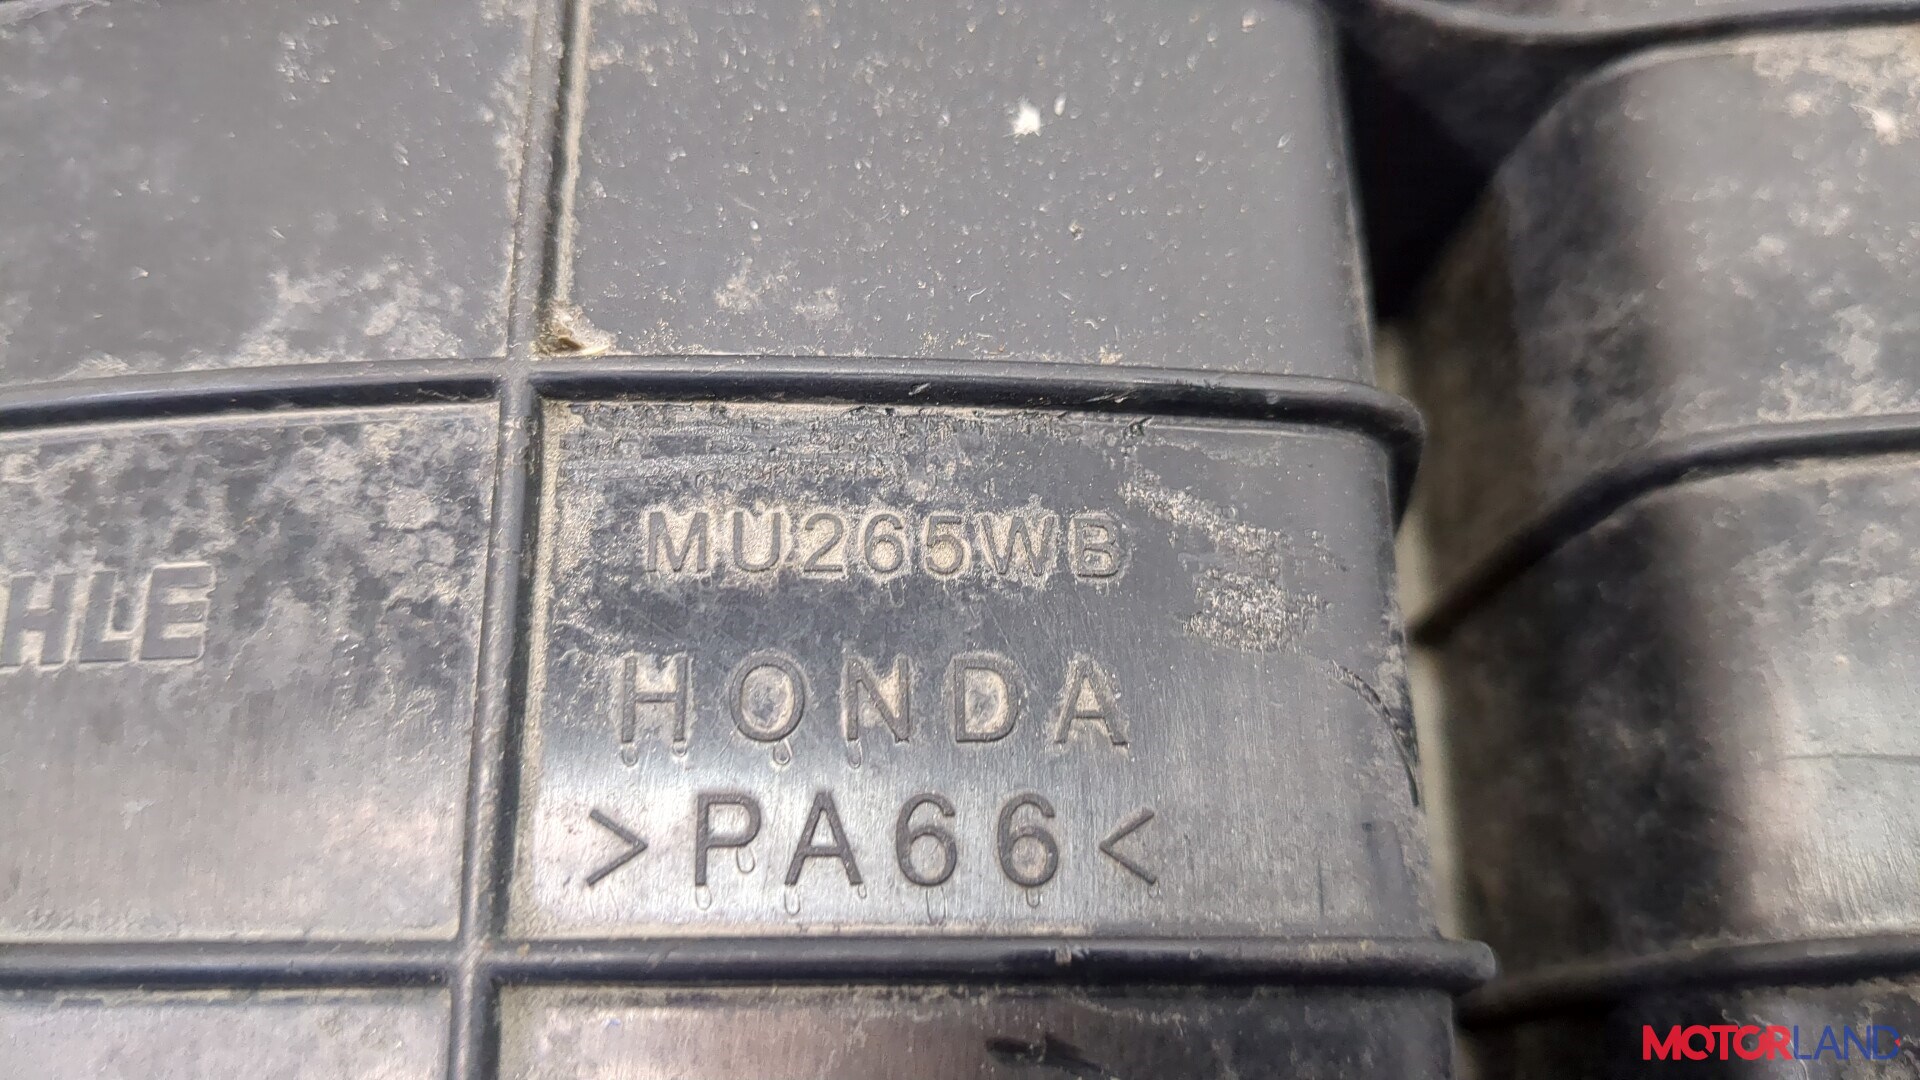 MU265WB
HLE
HONDA
>PA66<
MOTORLAND